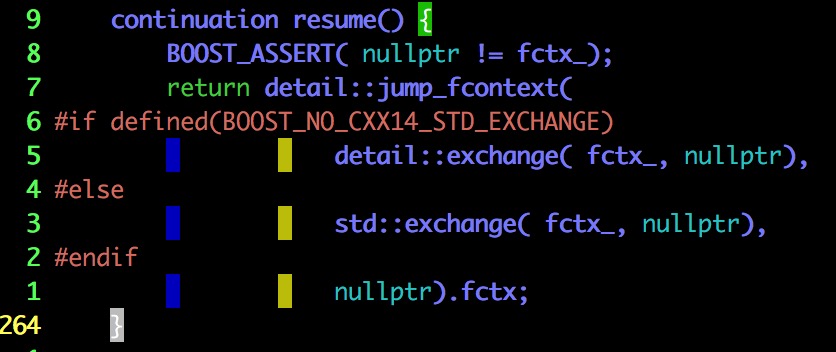 9 continuation resume() {
8 BOOST_ASSERT( nullptr != fctx_);
7 return detail::jump_fcontext(
6 #if defined(BOOST_NO_CXX14_STD_EXCHANGE)
5 detail::exchange( fctx_, nullptr),
4 #else
3 std::exchange( fctx_, nullptr),
2 #endif
1 nullptr).fctx;
264 }